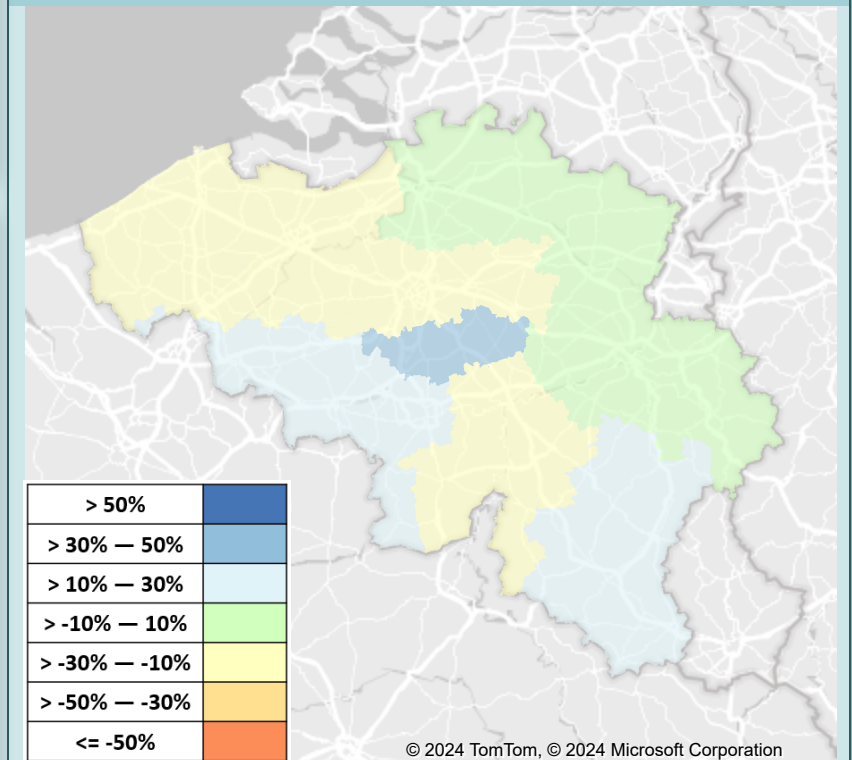 > 50%
> 30% — 50%
> 10% — 30%
> -10% — 10%
> -30% — -10%
> -50% — -30%
<= -50%
© 2024 TomTom, © 2024 Microsoft Corporation